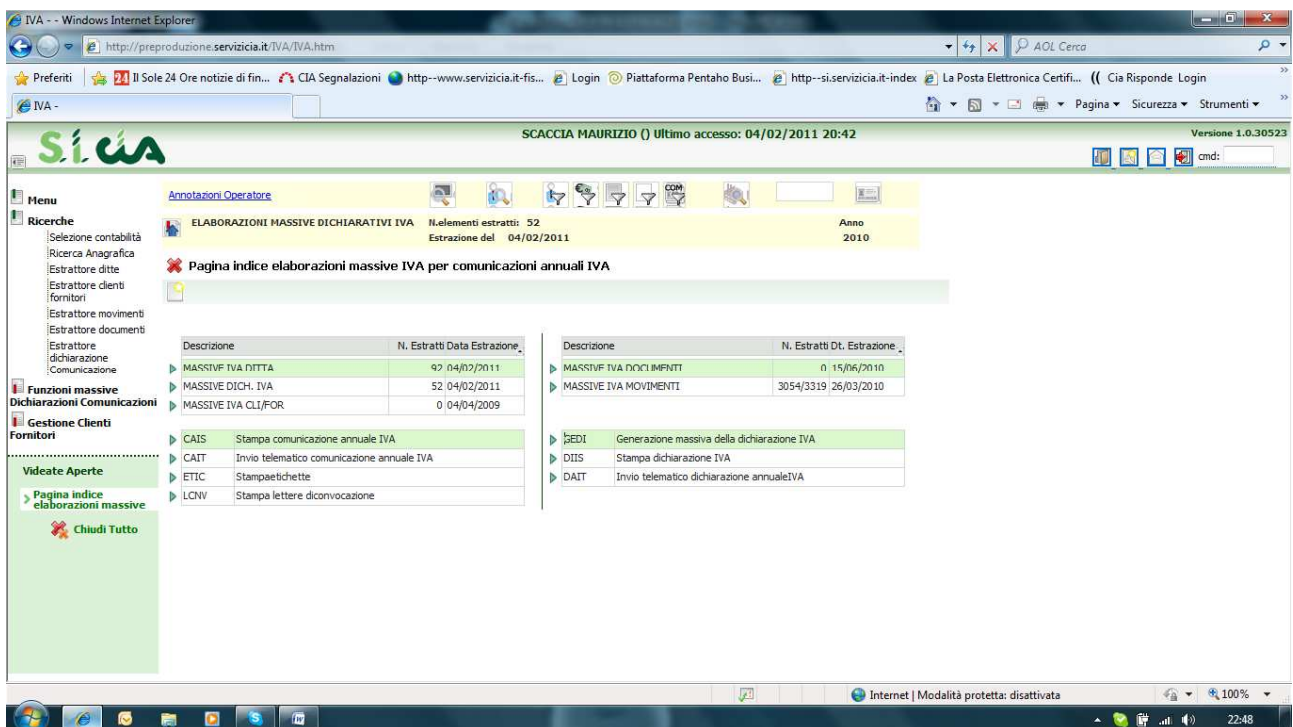 IVA - - Windows Internet Explorer
http://preproduzione.servizicia.it/IVA/IVA.htm
AOL Cerca
Preferiti
24 Il Sole 24 Ore notizie di fin...
CIA Segnalazioni
http--www.servizicia.it-fis...
Login
Piattaforma Pentaho Busi...
http--si.servizicia.it-index
La Posta Elettronica Certifi...
Cia Risponde Login
IVA -
Pagina
Sicurezza
Strumenti
S.í. cía
SCACCIA MAURIZIO () Ultimo accesso: 04/02/2011 20:42
Versione 1.0.30523
cmd:
Menu
Ricerche
Selezione contabilità
Ricerca Anagrafica
Estrattore ditte
Estrattore clienti
fornitori
Estrattore movimenti
Estrattore documenti
Estrattore
dichiarazione
Comunicazione
Funzioni massive
Dichiarazioni Comunicazioni
Gestione Clienti
Fornitori
Videate Aperte
Pagina indice
elaborazioni massive
Chiudi Tutto
Annotazioni Operatore
COM
ELABORAZIONI MASSIVE DICHIARATIVI IVA N.elementi estratti: 52 Anno
Estrazione del 04/02/2011 2010
Pagina indice elaborazioni massive IVA per comunicazioni annuali IVA
Descrizione N. Estratti Data Estrazione
MASSIVE IVA DITTA 92 04/02/2011
MASSIVE DICH. IVA 52 04/02/2011
MASSIVE IVA CLI/FOR 0 04/04/2009
Descrizione N. Estratti Dt. Estrazione
MASSIVE IVA DOCUMENTI 0 15/06/2010
MASSIVE IVA MOVIMENTI 3054/3319 26/03/2010
CAIS Stampa comunicazione annuale IVA
CAIT Invio telematico comunicazione annuale IVA
ETIC Stampaetichette
LCNV Stampa lettere diconvocazione
GEDI Generazione massiva della dichiarazione IVA
DIIS Stampa dichiarazione IVA
DAIT Invio telematico dichiarazione annualeIVA
Internet | Modalità protetta: disattivata
100%
22:48